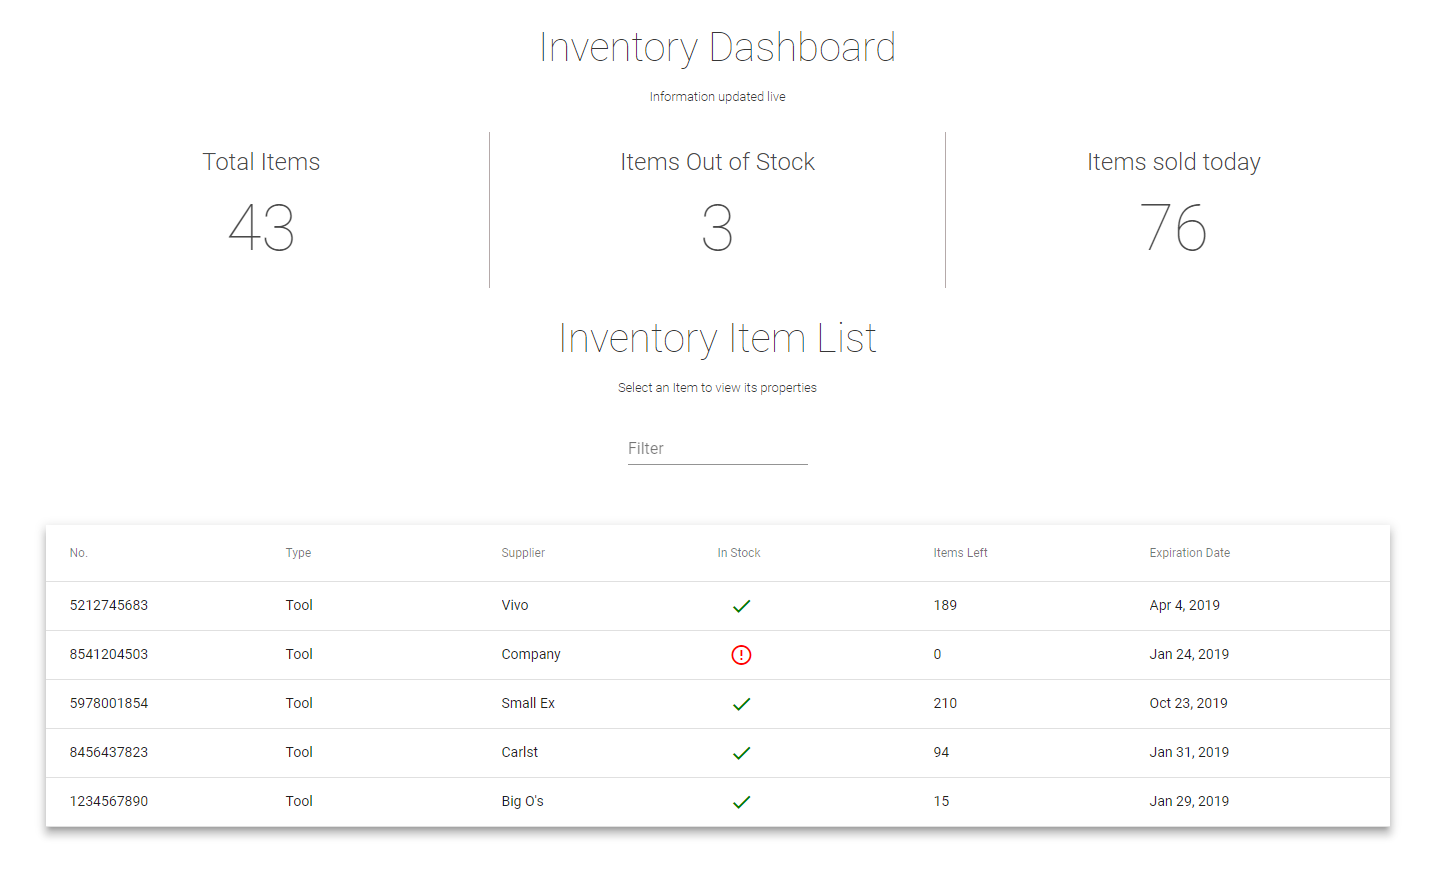 Inventory Dashboard
Information updated live
Total Items Items Out of Stock Items sold today
43 3 76
Inventory Item List
Select an Item to view its properties
Filter
No. Type Supplier In Stock Items Left Expiration Date
5212745683 Tool Vivo 189 Apr 4, 2019
8541204503 Tool Company 0 Jan 24, 2019
5978001854 Tool Small Ex 210 Oct 23, 2019
8456437823 Tool Carlst 94 Jan 31, 2019
1234567890 Tool Big O's 15 Jan 29, 2019